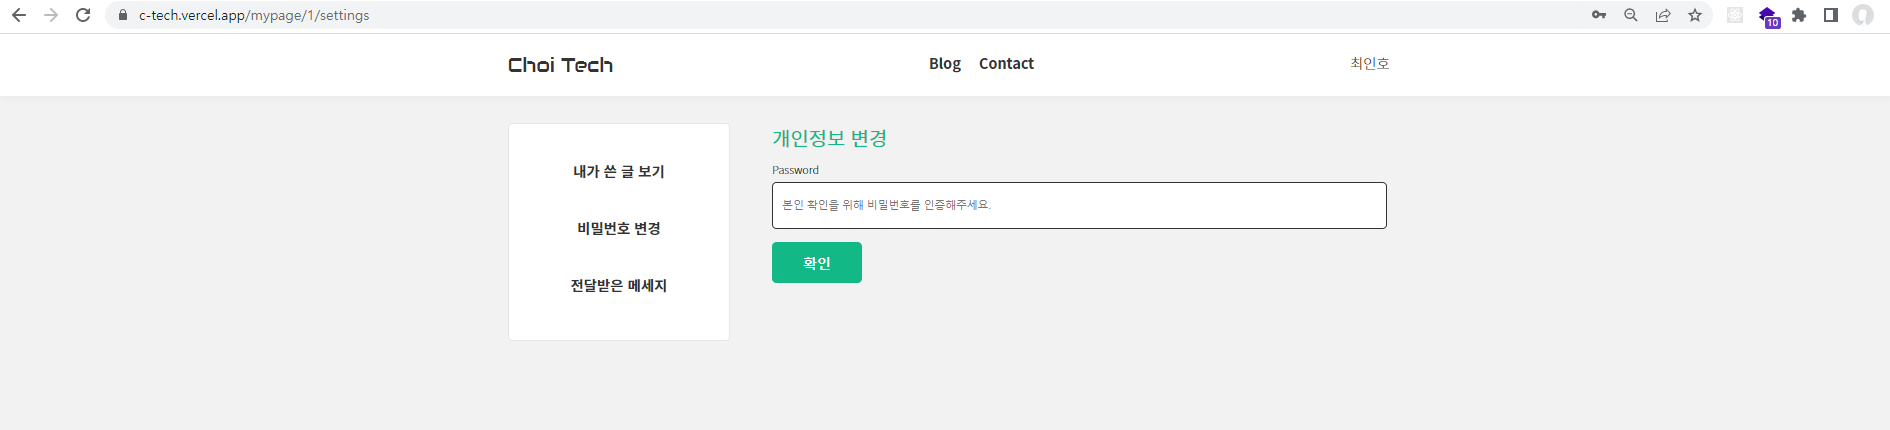 c-tech.vercel.app/mypage/1/settings
10
Choi Tech
Blog Contact
최인호
내가 쓴 글 보기
비밀번호 변경
전달받은 메세지
개인정보 변경
Password
본인 확인을 위해 비밀번호를 인증해주세요.
확인